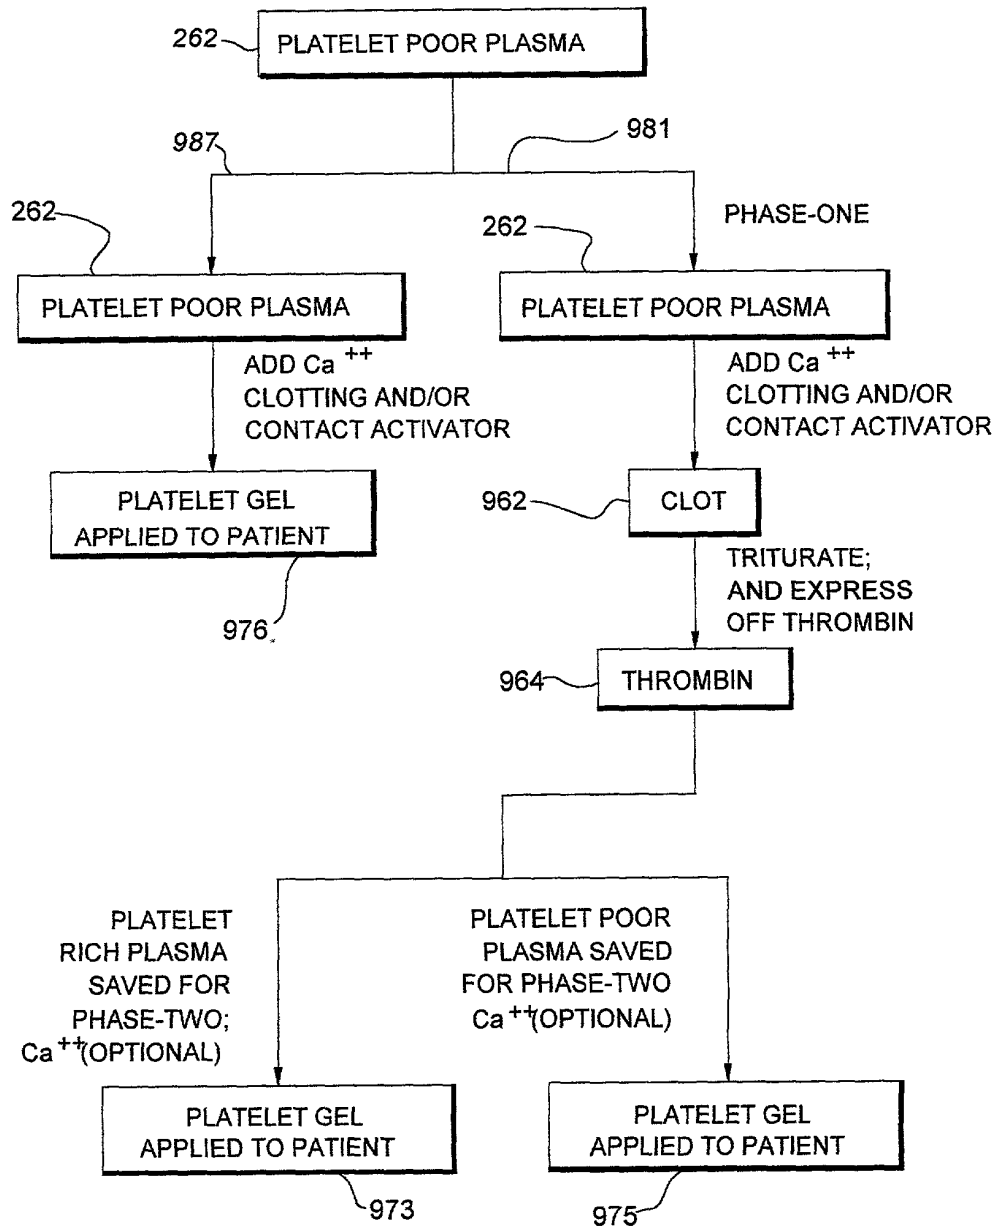 262
PLATELET POOR PLASMA
987
981
262
PHASE-ONE
262
PLATELET POOR PLASMA
PLATELET POOR PLASMA
ADD Ca ++
CLOTTING AND/OR
CONTACT ACTIVATOR
ADD Ca ++
CLOTTING AND/OR
CONTACT ACTIVATOR
PLATELET GEL
APPLIED TO PATIENT
976
962
CLOT
TRITURATE;
AND EXPRESS
OFF THROMBIN
964
THROMBIN
PLATELET
RICH PLASMA
SAVED FOR
PHASE-TWO;
Ca ++(OPTIONAL)
PLATELET POOR
PLASMA SAVED
FOR PHASE-TWO
Ca ++(OPTIONAL)
PLATELET GEL
APPLIED TO PATIENT
973
PLATELET GEL
APPLIED TO PATIENT
975